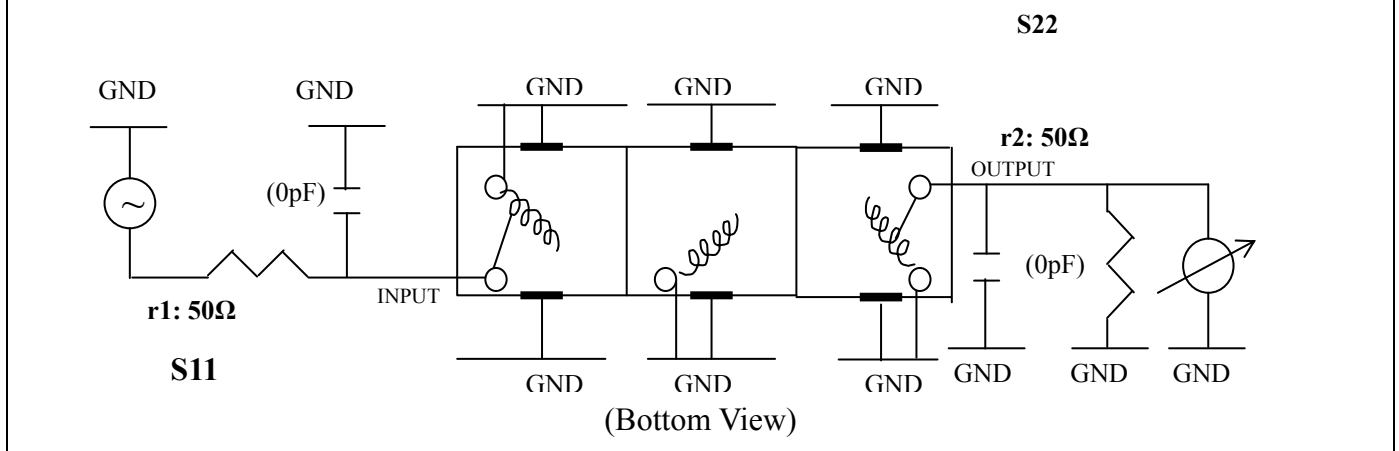 S22
GND GND GND GND GND
r2: 50Ω
OUTPUT
~
(0pF)
(0pF)
INPUT
r1: 50Ω
S11
GND GND GND GND GND GND
(Bottom View)